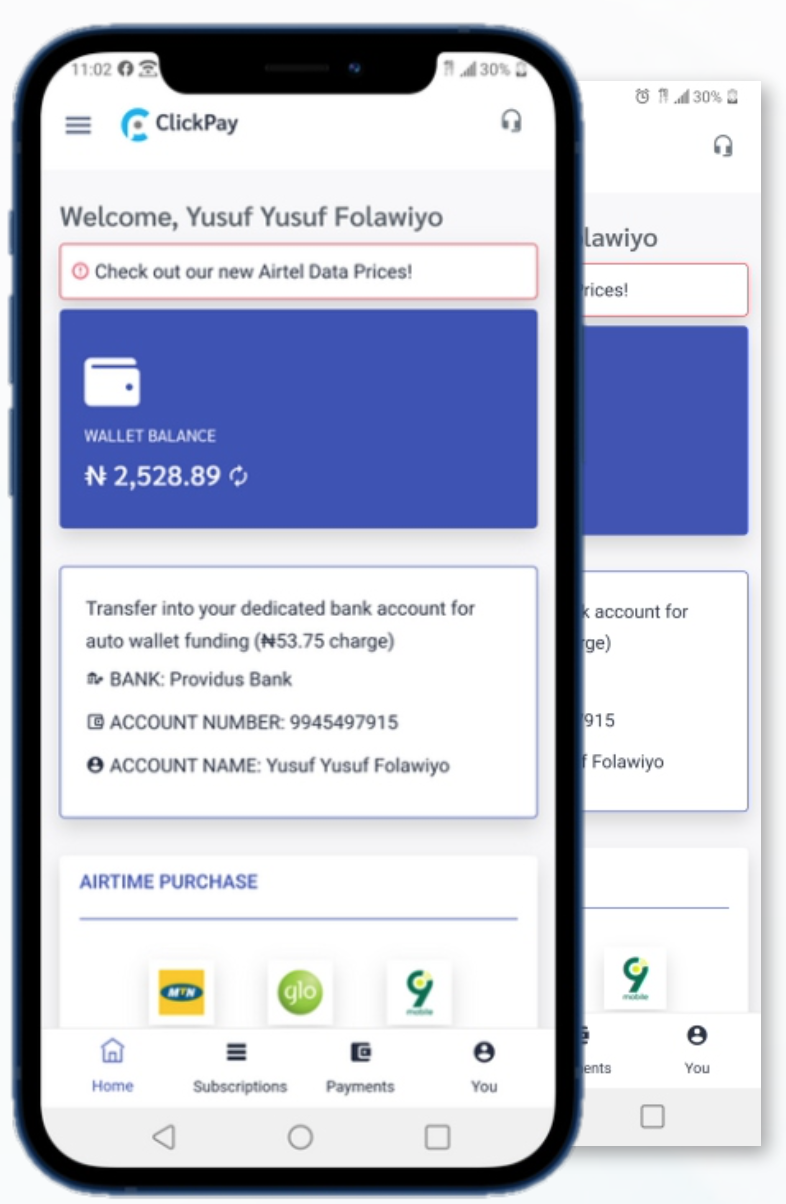 11:02
30%
ClickPay
Welcome, Yusuf Yusuf Folawiyo
Check out our new Airtel Data Prices!
WALLET BALANCE
₦ 2,528.89
Transfer into your dedicated bank account for
auto wallet funding (₦53.75 charge)
BANK: Providus Bank
ACCOUNT NUMBER: 9945497915
ACCOUNT NAME: Yusuf Yusuf Folawiyo
AIRTIME PURCHASE
MTN
glo
9
mobile
Home
Subscriptions
Payments
You
30%
lawiyo
rices!
k account for
rge)
915
f Folawiyo
9
mobile
ents
You